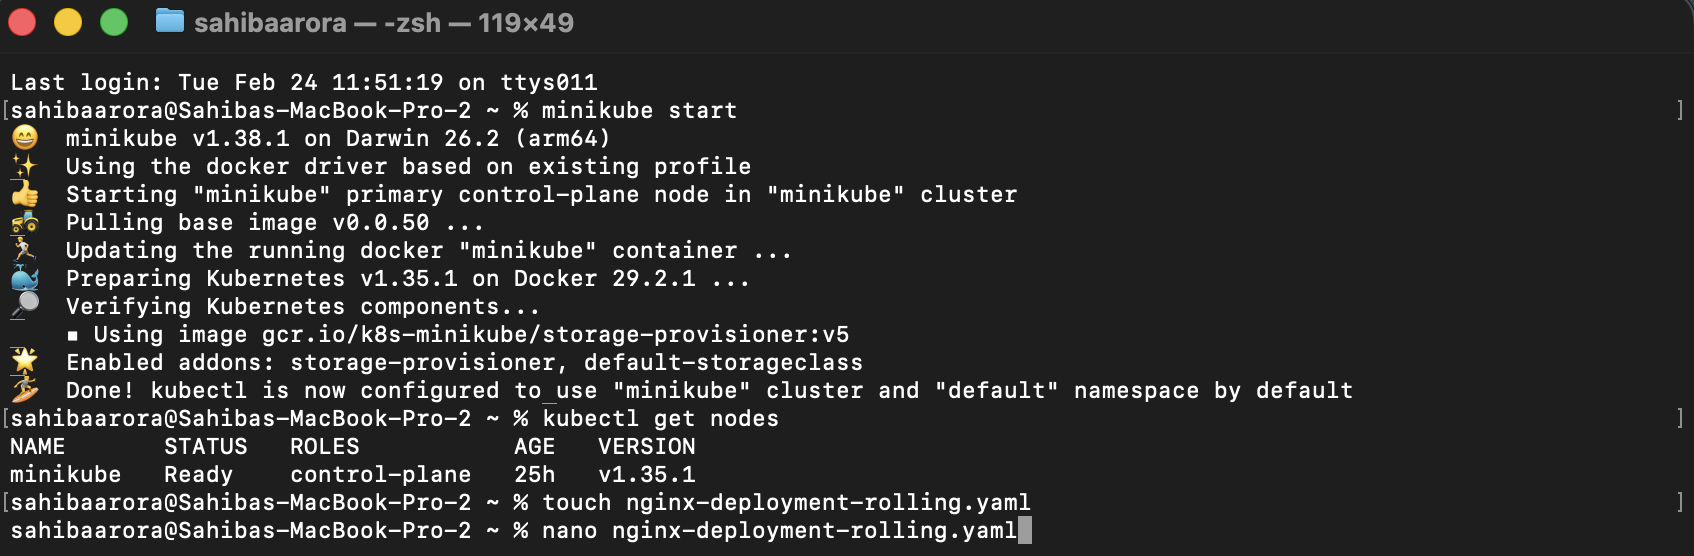 sahibaarora — -zsh — 119×49
Last login: Tue Feb 24 11:51:19 on ttys011
[sahibaarora@Sahibas-MacBook-Pro-2 ~ % minikube start ]
😄  minikube v1.38.1 on Darwin 26.2 (arm64)
✨  Using the docker driver based on existing profile
👍  Starting "minikube" primary control-plane node in "minikube" cluster
🚜  Pulling base image v0.0.50 ...
🏃  Updating the running docker "minikube" container ...
🐳  Preparing Kubernetes v1.35.1 on Docker 29.2.1 ...
🔎  Verifying Kubernetes components...
    ▪ Using image gcr.io/k8s-minikube/storage-provisioner:v5
🌟  Enabled addons: storage-provisioner, default-storageclass
🏄  Done! kubectl is now configured to use "minikube" cluster and "default" namespace by default
[sahibaarora@Sahibas-MacBook-Pro-2 ~ % kubectl get nodes ]
NAME       STATUS   ROLES           AGE   VERSION
minikube   Ready    control-plane   25h   v1.35.1
[sahibaarora@Sahibas-MacBook-Pro-2 ~ % touch nginx-deployment-rolling.yaml ]
sahibaarora@Sahibas-MacBook-Pro-2 ~ % nano nginx-deployment-rolling.yaml